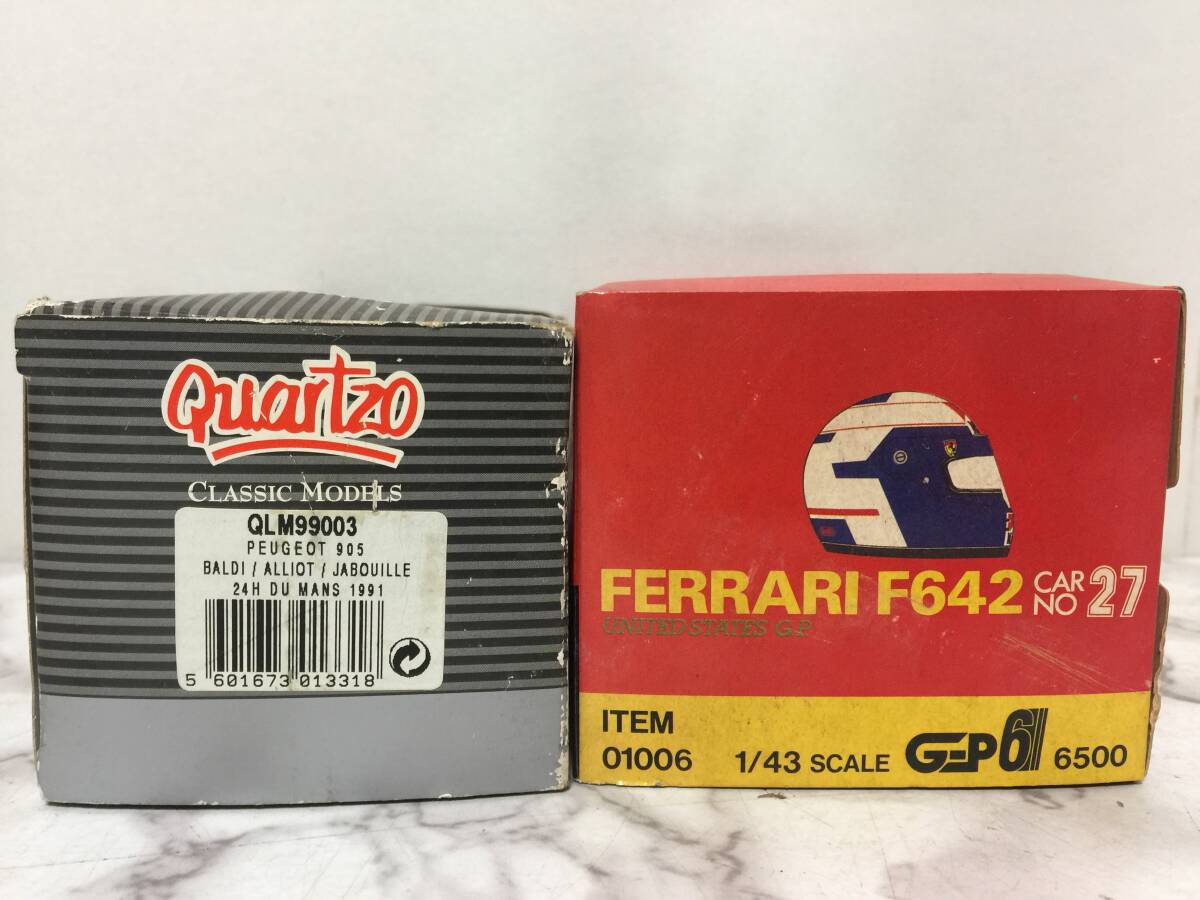 Quartzo
CLASSIC MODELS
QLM99003
PEUGEOT 905
BALDI / ALLIOT / JABOUILLE
24H DU MANS 1991
5 601673 013318
FERRARI F642 CAR NO 27
UNITED STATES G.P.
ITEM
01006 1/43 SCALE GEP6 6500